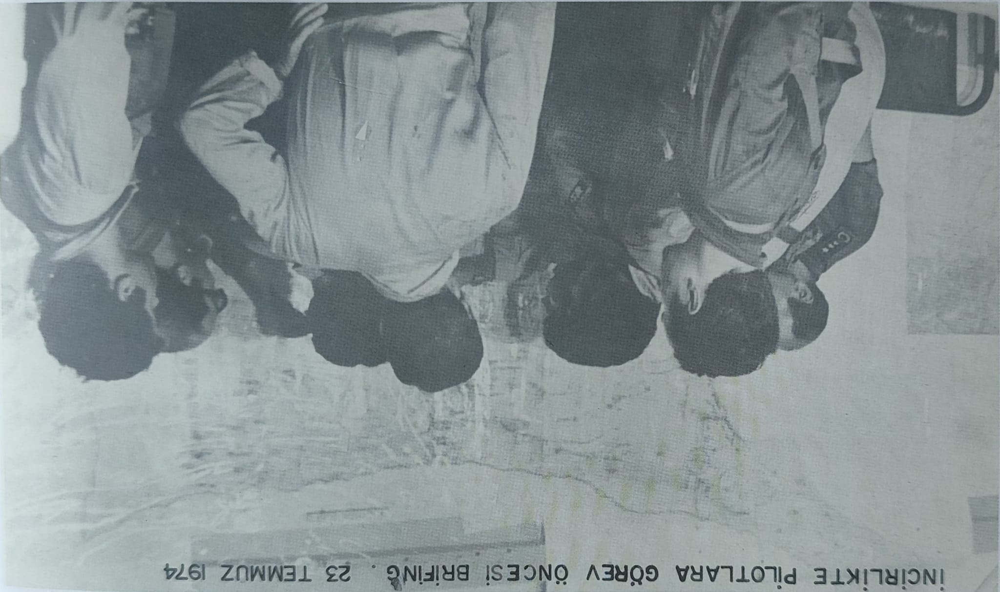 İNCİRLİKTE PİLOTLARA GÖREV ÖNCESİ BRİFİNG. 23 TEMMUZ 1974